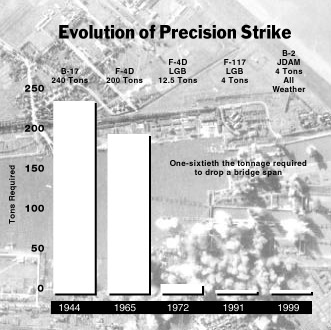 Evolution of Precision Strike
B-17
240 Tons
F-4D
200 Tons
F-4D
LGB
12.5 Tons
F-117
LGB
4 Tons
B-2
JDAM
4 Tons
All
Weather
250
200
150
100
50
0
Tons Required
One-sixtieth the tonnage required
to drop a bridge span
1944
1965
1972
1991
1999